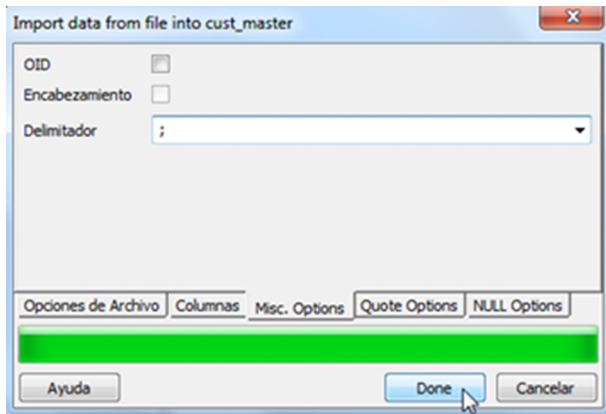 Import data from file into cust_master
OID
Encabezamiento
Delimitador ;
Opciones de Archivo Columnas Misc. Options Quote Options NULL Options
Ayuda Done Cancelar